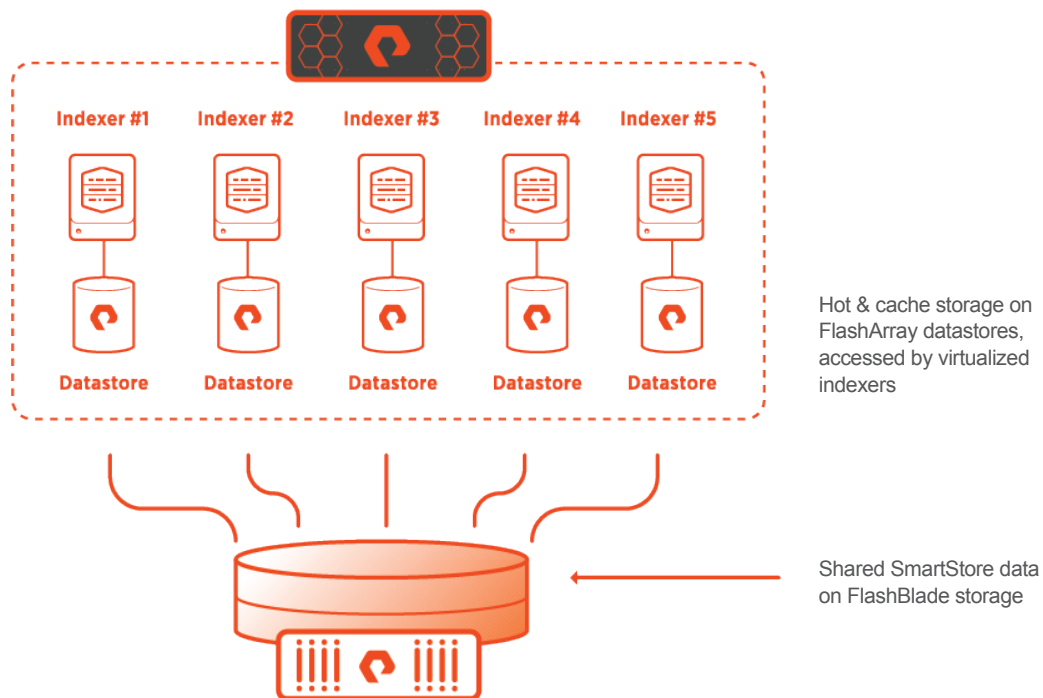 Indexer #1 Indexer #2 Indexer #3 Indexer #4 Indexer #5
Datastore Datastore Datastore Datastore Datastore
Hot & cache storage on
FlashArray datastores,
accessed by virtualized
indexers
Shared SmartStore data
on FlashBlade storage